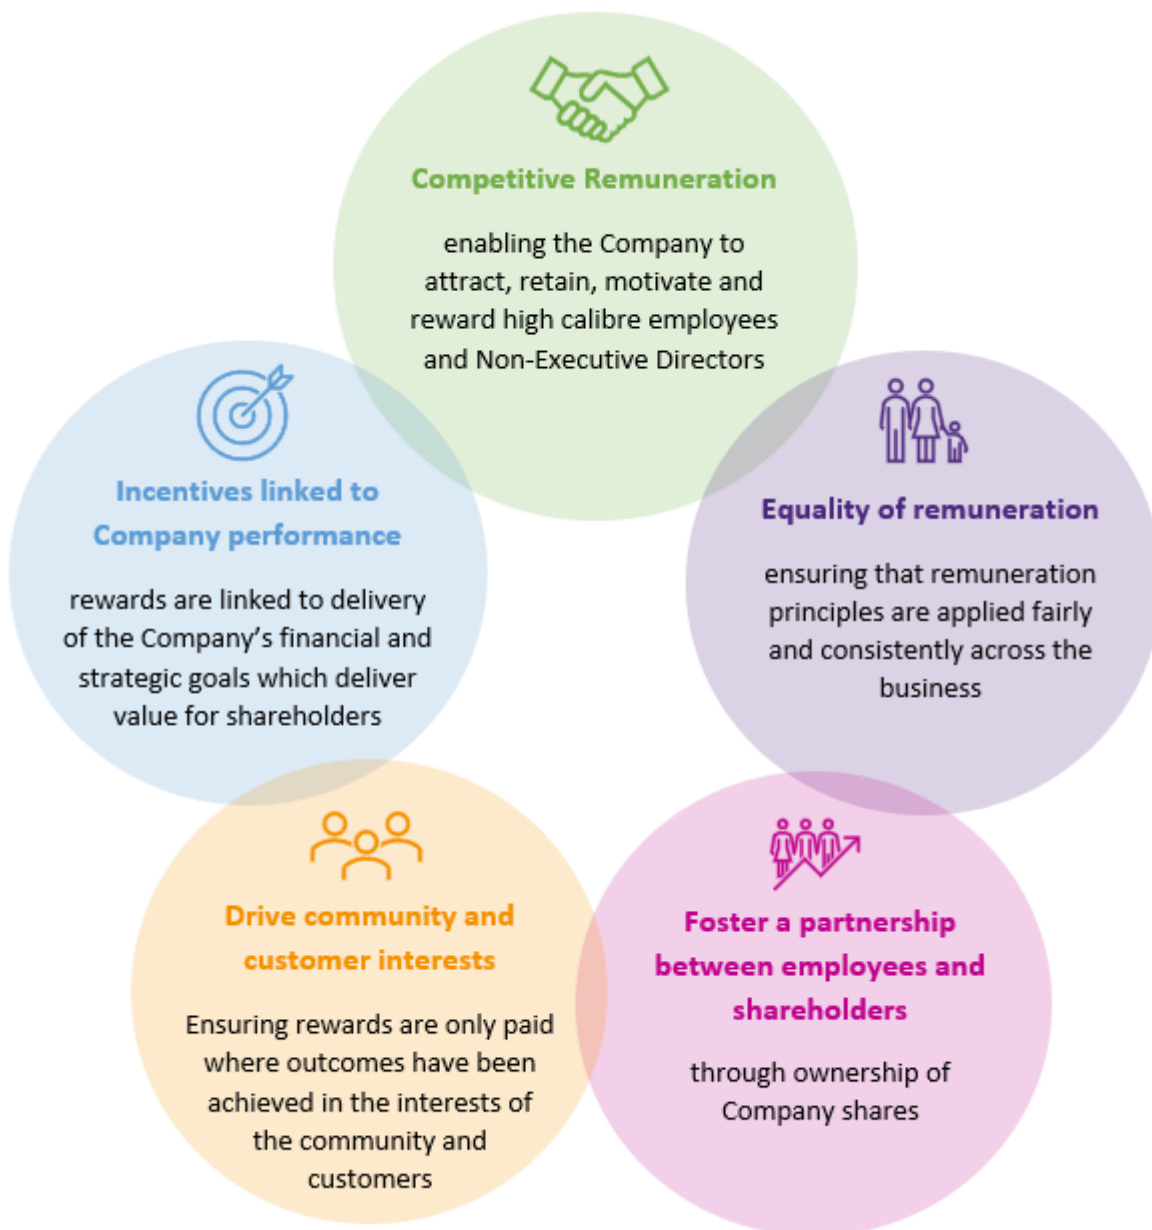 Competitive Remuneration
enabling the Company to
attract, retain, motivate and
reward high calibre employees
and Non-Executive Directors
Incentives linked to
Company performance
rewards are linked to delivery
of the Company’s financial and
strategic goals which deliver
value for shareholders
Equality of remuneration
ensuring that remuneration
principles are applied fairly
and consistently across the
business
Drive community and
customer interests
Ensuring rewards are only paid
where outcomes have been
achieved in the interests of
the community and
customers
Foster a partnership
between employees and
shareholders
through ownership of
Company shares